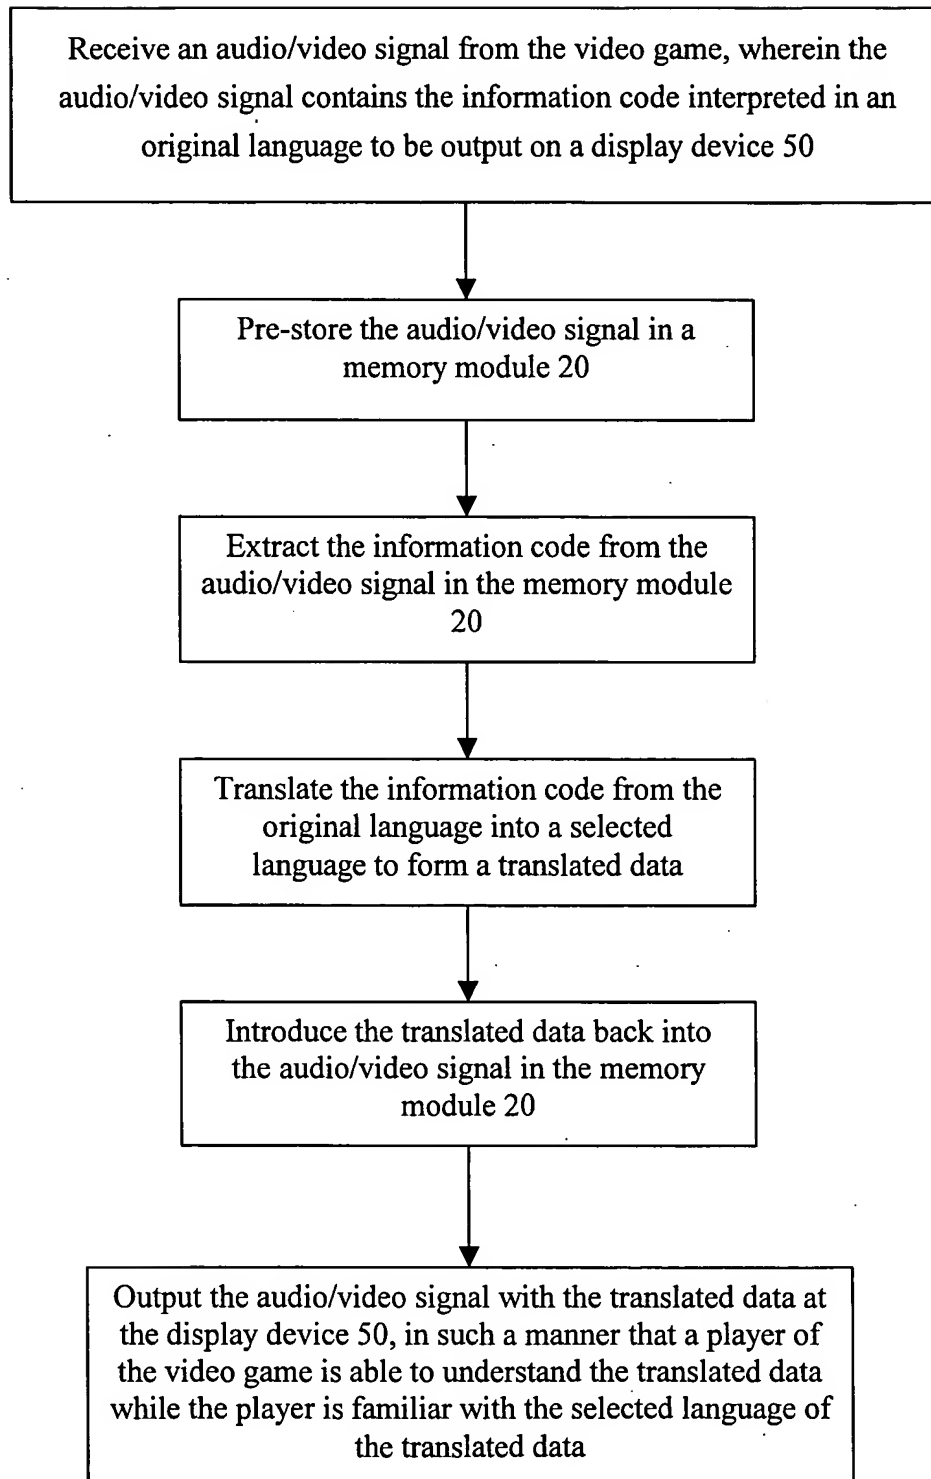 Receive an audio/video signal from the video game, wherein the
audio/video signal contains the information code interpreted in an
original language to be output on a display device 50
Pre-store the audio/video signal in a
memory module 20
Extract the information code from the
audio/video signal in the memory module
20
Translate the information code from the
original language into a selected
language to form a translated data
Introduce the translated data back into
the audio/video signal in the memory
module 20
Output the audio/video signal with the translated data at
the display device 50, in such a manner that a player of
the video game is able to understand the translated data
while the player is familiar with the selected language of
the translated data